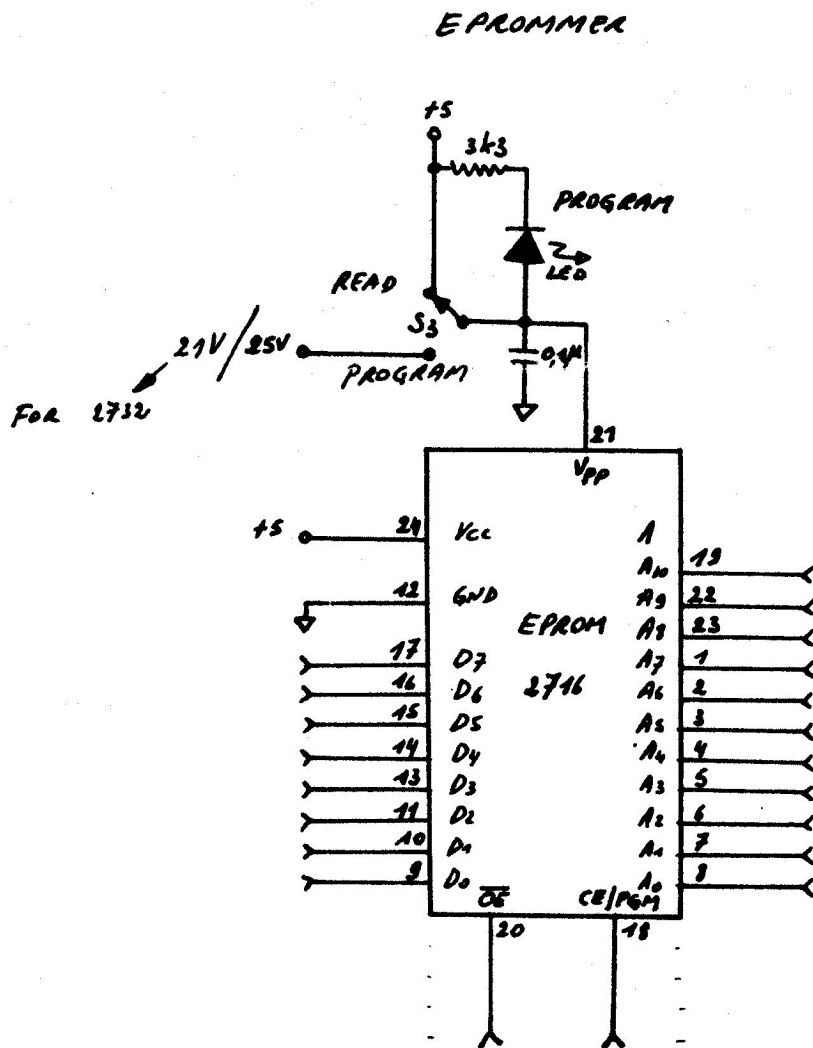 EPROMMER
+5
3k3
PROGRAM
LED
READ
S3
21V/25V
PROGRAM
0,1µ
FOR 2732
21
VPP
+5 24 Vcc
A
A10 19
12 GND
A9 22
EPROM
A8 23
17 D7
A7 1
2716
16 D6
A6 2
15 D5
A5 3
14 D4
A4 4
13 D3
A3 5
11 D2
A2 6
10 D1
A1 7
9 D0
A0 8
OE
CE/PGM
20
18